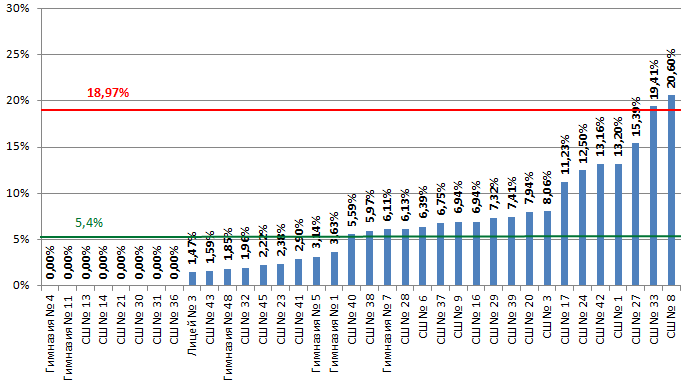 30%
25%
20%
15%
10%
5%
0%
18,97%
5,4%
0,00%
0,00%
0,00%
0,00%
0,00%
0,00%
0,00%
0,00%
1,47%
1,59%
1,85%
1,96%
2,22%
2,38%
2,90%
3,14%
3,63%
5,59%
5,97%
6,11%
6,13%
6,39%
6,75%
6,94%
6,94%
7,32%
7,41%
7,94%
8,06%
11,23%
12,50%
13,16%
13,20%
15,39%
19,41%
20,60%
Гимназия № 4
Гимназия № 11
СШ № 13
СШ № 14
СШ № 21
СШ № 30
СШ № 31
СШ № 36
Лицей № 3
СШ № 43
Гимназия № 48
СШ № 32
СШ № 45
СШ № 23
СШ № 41
Гимназия № 5
Гимназия № 1
СШ № 40
СШ № 38
Гимназия № 7
СШ № 28
СШ № 6
СШ № 37
СШ № 9
СШ № 16
СШ № 29
СШ № 39
СШ № 20
СШ № 3
СШ № 17
СШ № 24
СШ № 42
СШ № 1
СШ № 27
СШ № 33
СШ № 8